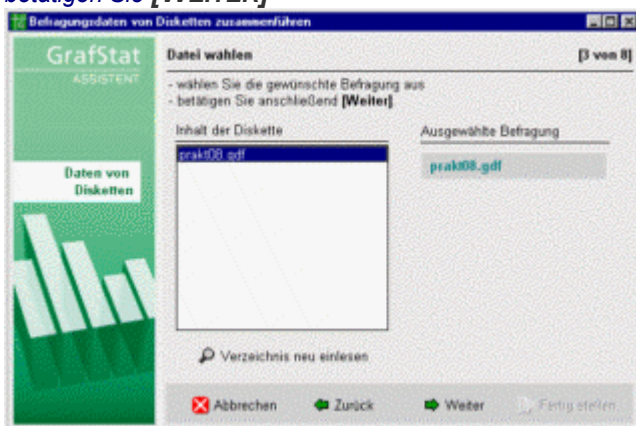 betätigen Sie [WEITER]
Befragungsdaten von Disketten zusammenführen
GrafStat
ASSISTENT
Datei wählen
[3 von 8]
- wählen Sie die gewünschte Befragung aus
- betätigen Sie anschließend [Weiter]
Inhalt der Diskette
Ausgewählte Befragung
prakt08.gdf
prakt08.gdf
Daten von
Disketten
Verzeichnis neu einlesen
Abbrechen
Zurück
Weiter
Fertig stellen